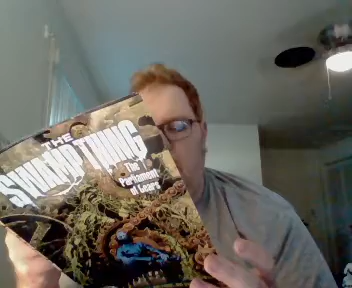 THE
SWAMP THING
The
Parliament
of Gears